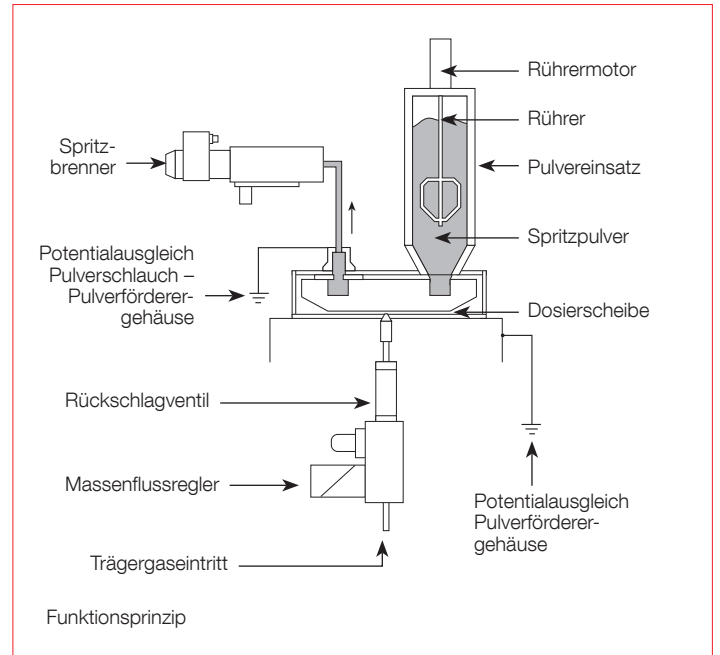 Rührermotor
Rührer
Pulvereinsatz
Spritzpulver
Dosierscheibe
Spritz-
brenner
Potentialausgleich
Pulverschlauch –
Pulverförderer-
gehäuse
Rückschlagventil
Massenflussregler
Trägergaseintritt
Potentialausgleich
Pulverförderer-
gehäuse
Funktionsprinzip